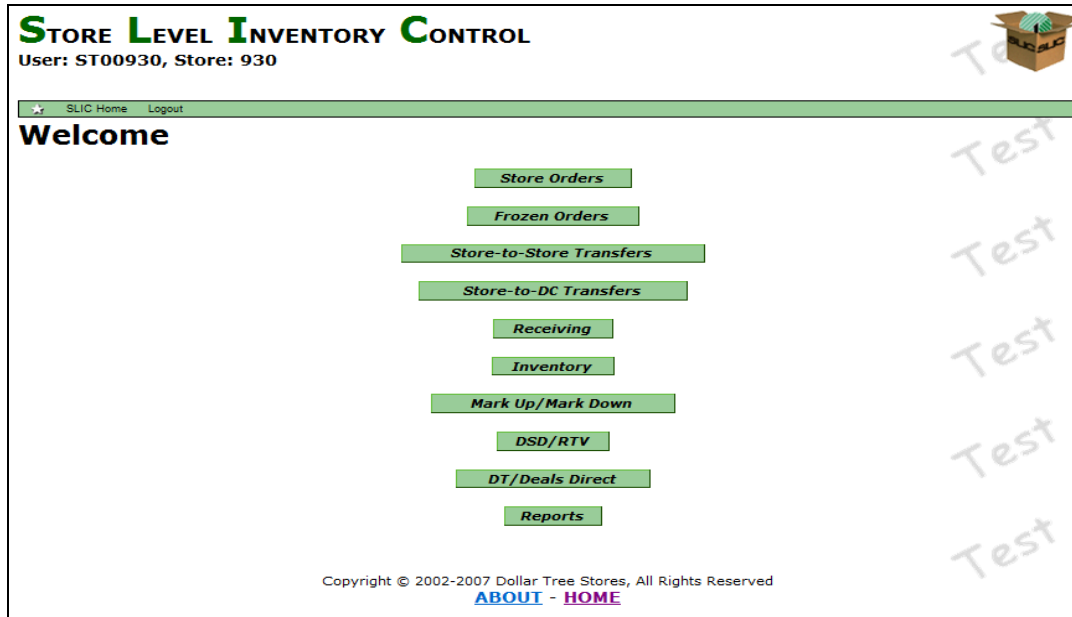 STORE LEVEL INVENTORY CONTROL
User: ST00930, Store: 930
SLIC SLIC
Test
SLIC Home Logout
Welcome
Test
Store Orders
Frozen Orders
Test
Store-to-Store Transfers
Store-to-DC Transfers
Receiving
Test
Inventory
Mark Up/Mark Down
DSD/RTV
Test
DT/Deals Direct
Reports
Test
Copyright © 2002-2007 Dollar Tree Stores, All Rights Reserved
ABOUT - HOME